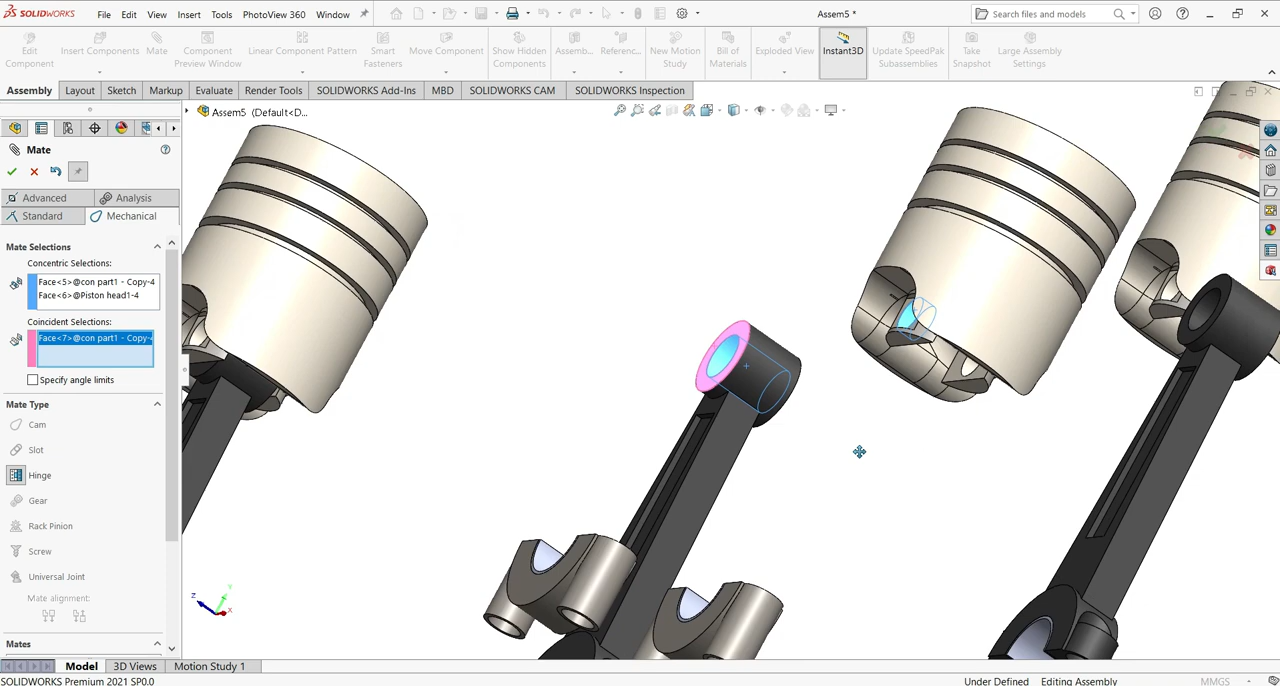 SOLIDWORKS File Edit View Insert Tools PhotoView 360 Window Assem5 * Search files and models
Edit Component
Insert Components
Mate
Component Preview Window
Linear Component Pattern
Smart Fasteners
Move Component
Show Hidden Components
Assemb...
Referenc...
New Motion Study
Bill of Materials
Exploded View
Instant3D
Update SpeedPak Subassemblies
Take Snapshot
Large Assembly Settings
Assembly Layout Sketch Markup Evaluate Render Tools SOLIDWORKS Add-Ins MBD SOLIDWORKS CAM SOLIDWORKS Inspection
Assem5 (Default<D...
Mate
Advanced Analysis
Standard Mechanical
Mate Selections
Concentric Selections:
Face<5>@con part1 - Copy-4
Face<6>@Piston head1-4
Coincident Selections:
Face<7>@con part1 - Copy-
Specify angle limits
Mate Type
Cam
Slot
Hinge
Gear
Rack Pinion
Screw
Universal Joint
Mate alignment:
Mates
Z
Y
X
Model 3D Views Motion Study 1
SOLIDWORKS Premium 2021 SP0.0 Under Defined Editing Assembly MMGS